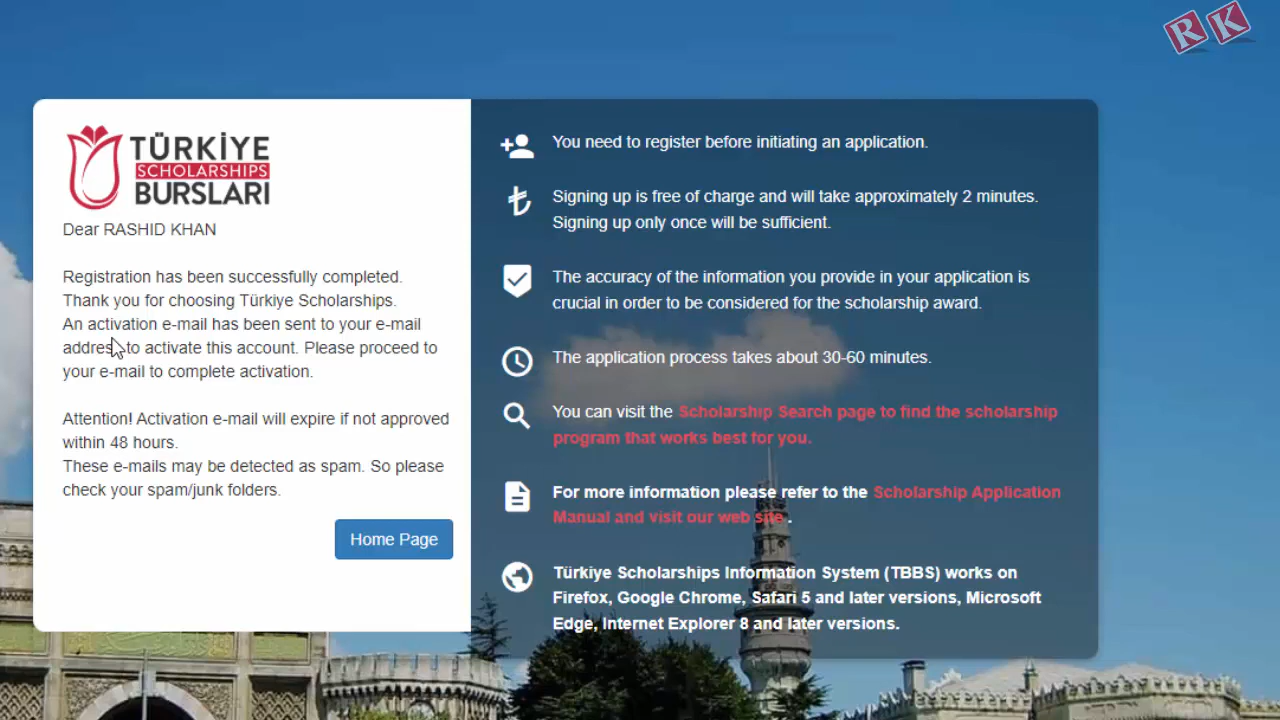 R K
TÜRKİYE
SCHOLARSHIPS
BURSLARI
Dear RASHID KHAN
Registration has been successfully completed.
Thank you for choosing Türkiye Scholarships.
An activation e-mail has been sent to your e-mail
address to activate this account. Please proceed to
your e-mail to complete activation.
Attention! Activation e-mail will expire if not approved
within 48 hours.
These e-mails may be detected as spam. So please
check your spam/junk folders.
Home Page
You need to register before initiating an application.
Signing up is free of charge and will take approximately 2 minutes.
Signing up only once will be sufficient.
The accuracy of the information you provide in your application is
crucial in order to be considered for the scholarship award.
The application process takes about 30-60 minutes.
You can visit the Scholarship Search page to find the scholarship
program that works best for you.
For more information please refer to the Scholarship Application
Manual and visit our web site .
Türkiye Scholarships Information System (TBBS) works on
Firefox, Google Chrome, Safari 5 and later versions, Microsoft
Edge, Internet Explorer 8 and later versions.